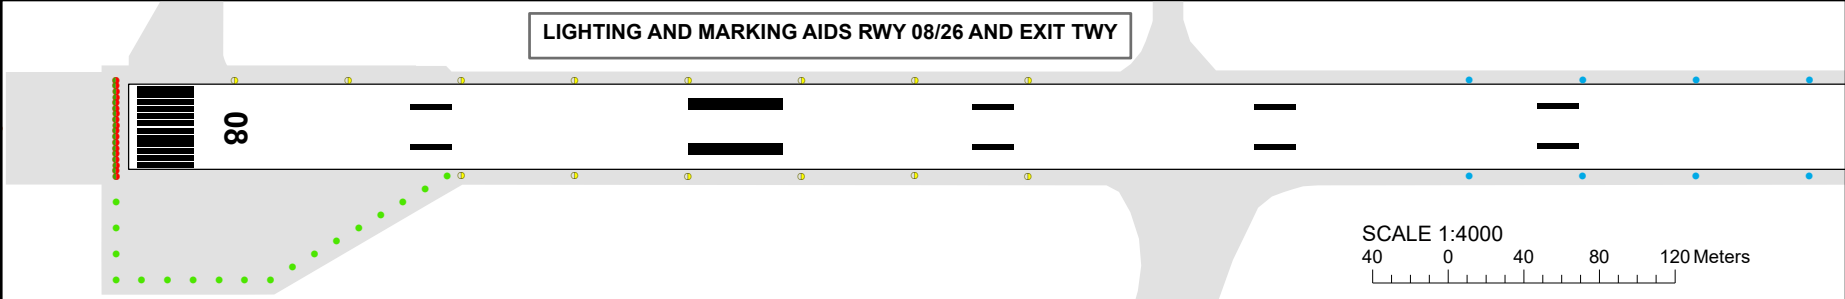 LIGHTING AND MARKING AIDS RWY 08/26 AND EXIT TWY
08
SCALE 1:4000
40 0 40 80 120 Meters